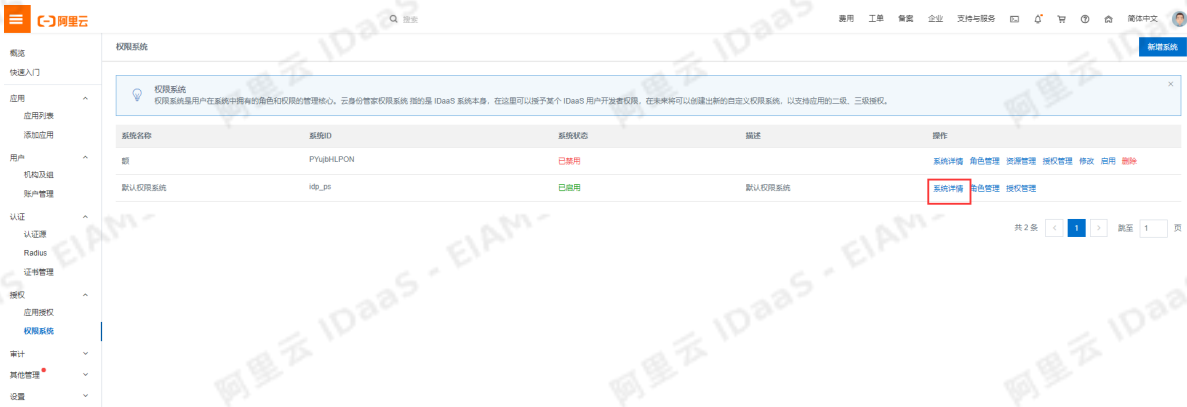 阿里云
搜索
费用 工单 备案 企业 支持与服务 简体中文
概览
快速入门
应用
应用列表
添加应用
用户
机构及组
账户管理
认证
认证源
Radius
证书管理
授权
应用授权
权限系统
审计
其他管理
设置
权限系统
新增系统
权限系统
权限系统是用户在系统中拥有的角色和权限的管理核心。云身份管家权限系统 指的是 IDaaS 系统本身，在这里可以授予某个 IDaaS 用户开发者权限，在未来将可以创建出新的自定义权限系统，以支持应用的二级、三级授权。
系统名称 系统ID 系统状态 描述 操作
额 PYujbHLPON 已禁用 系统详情 角色管理 资源管理 授权管理 修改 启用 删除
默认权限系统 idp_ps 已启用 默认权限系统 系统详情 角色管理 授权管理
共 2 条 < 1 > 跳至 1 页
阿里云 IDaaS - EIAMS